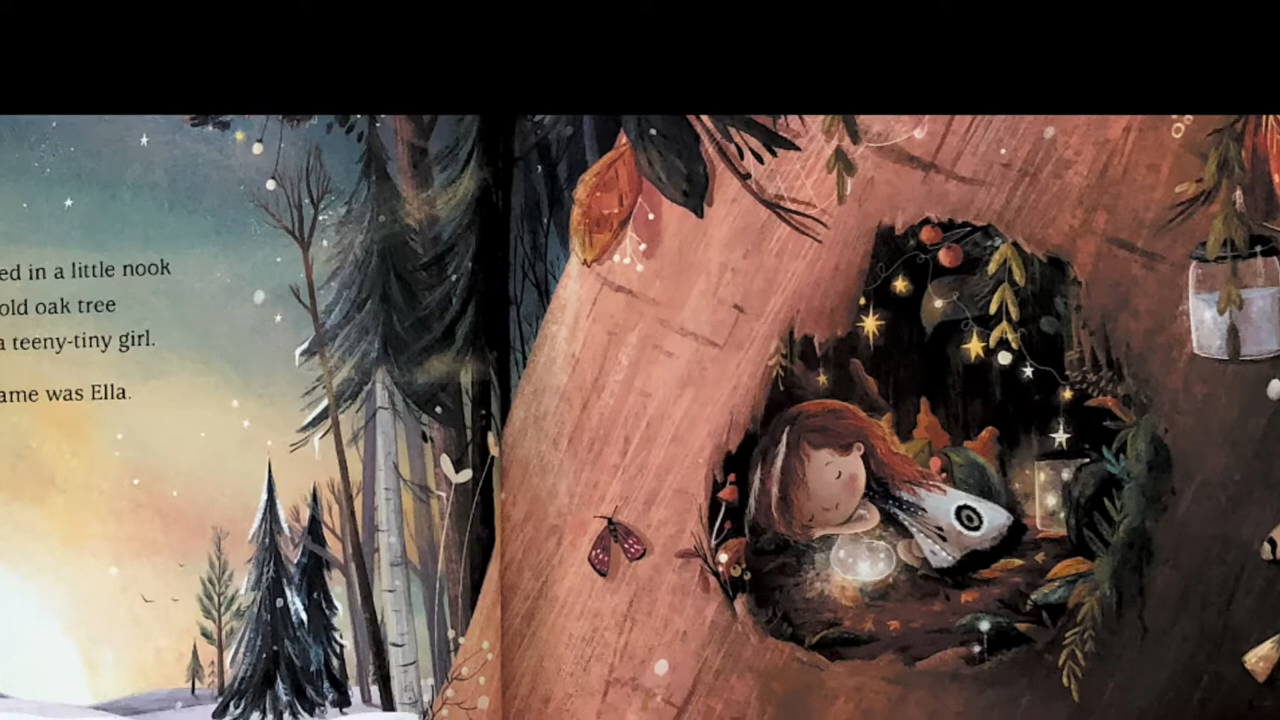 ed in a little nook
old oak tree
a teeny-tiny girl.
ame was Ella.